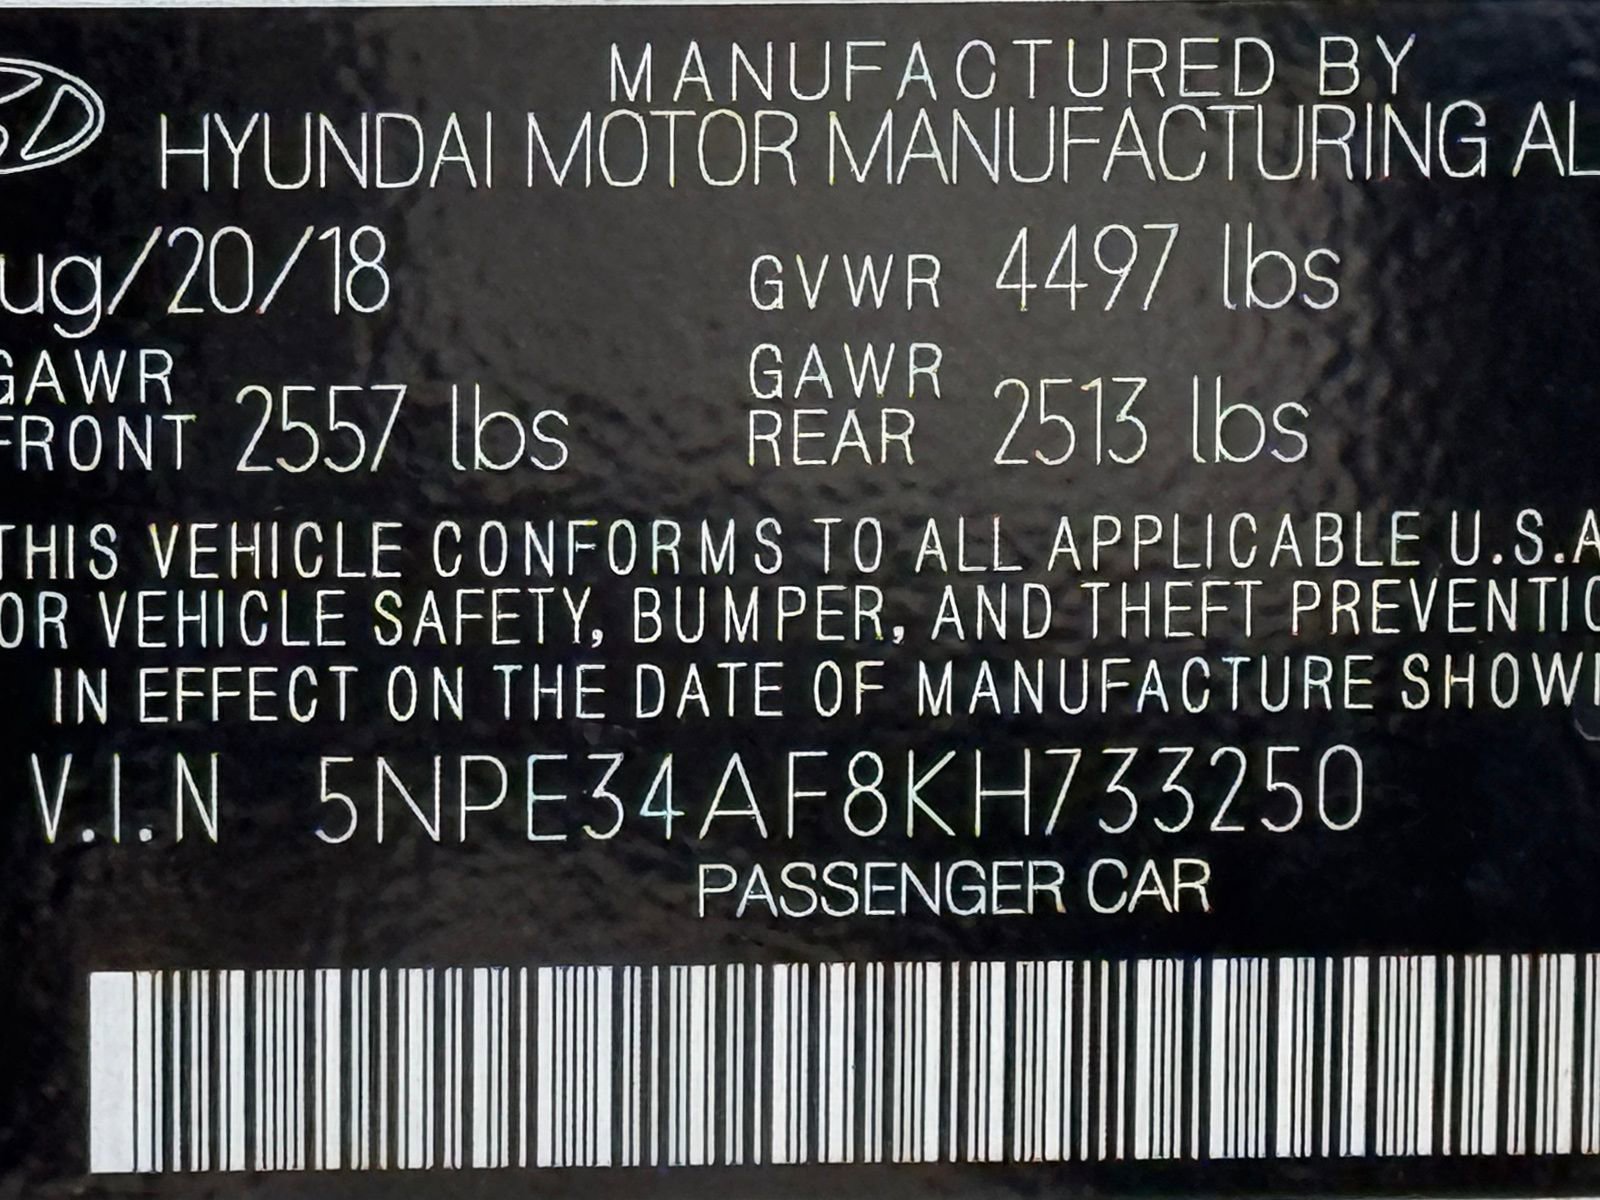 MANUFACTURED BY
HYUNDAI MOTOR MANUFACTURING AL
ug/20/18 GVWR 4497 lbs
GAWR FRONT 2557 lbs GAWR REAR 2513 lbs
THIS VEHICLE CONFORMS TO ALL APPLICABLE U.S.A
OR VEHICLE SAFETY, BUMPER, AND THEFT PREVENTIO
IN EFFECT ON THE DATE OF MANUFACTURE SHOWN
V.I.N 5NPE34AF8KH733250
PASSENGER CAR